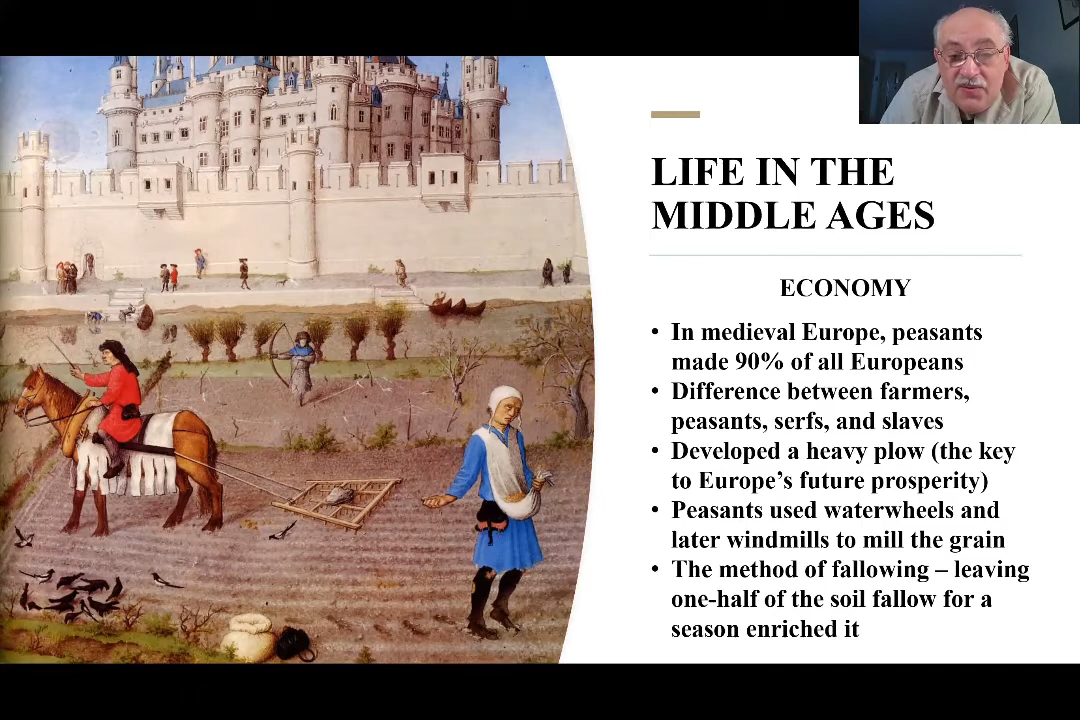 LIFE IN THE
MIDDLE AGES
ECONOMY
• In medieval Europe, peasants
made 90% of all Europeans
• Difference between farmers,
peasants, serfs, and slaves
• Developed a heavy plow (the key
to Europe’s future prosperity)
• Peasants used waterwheels and
later windmills to mill the grain
• The method of fallowing – leaving
one-half of the soil fallow for a
season enriched it